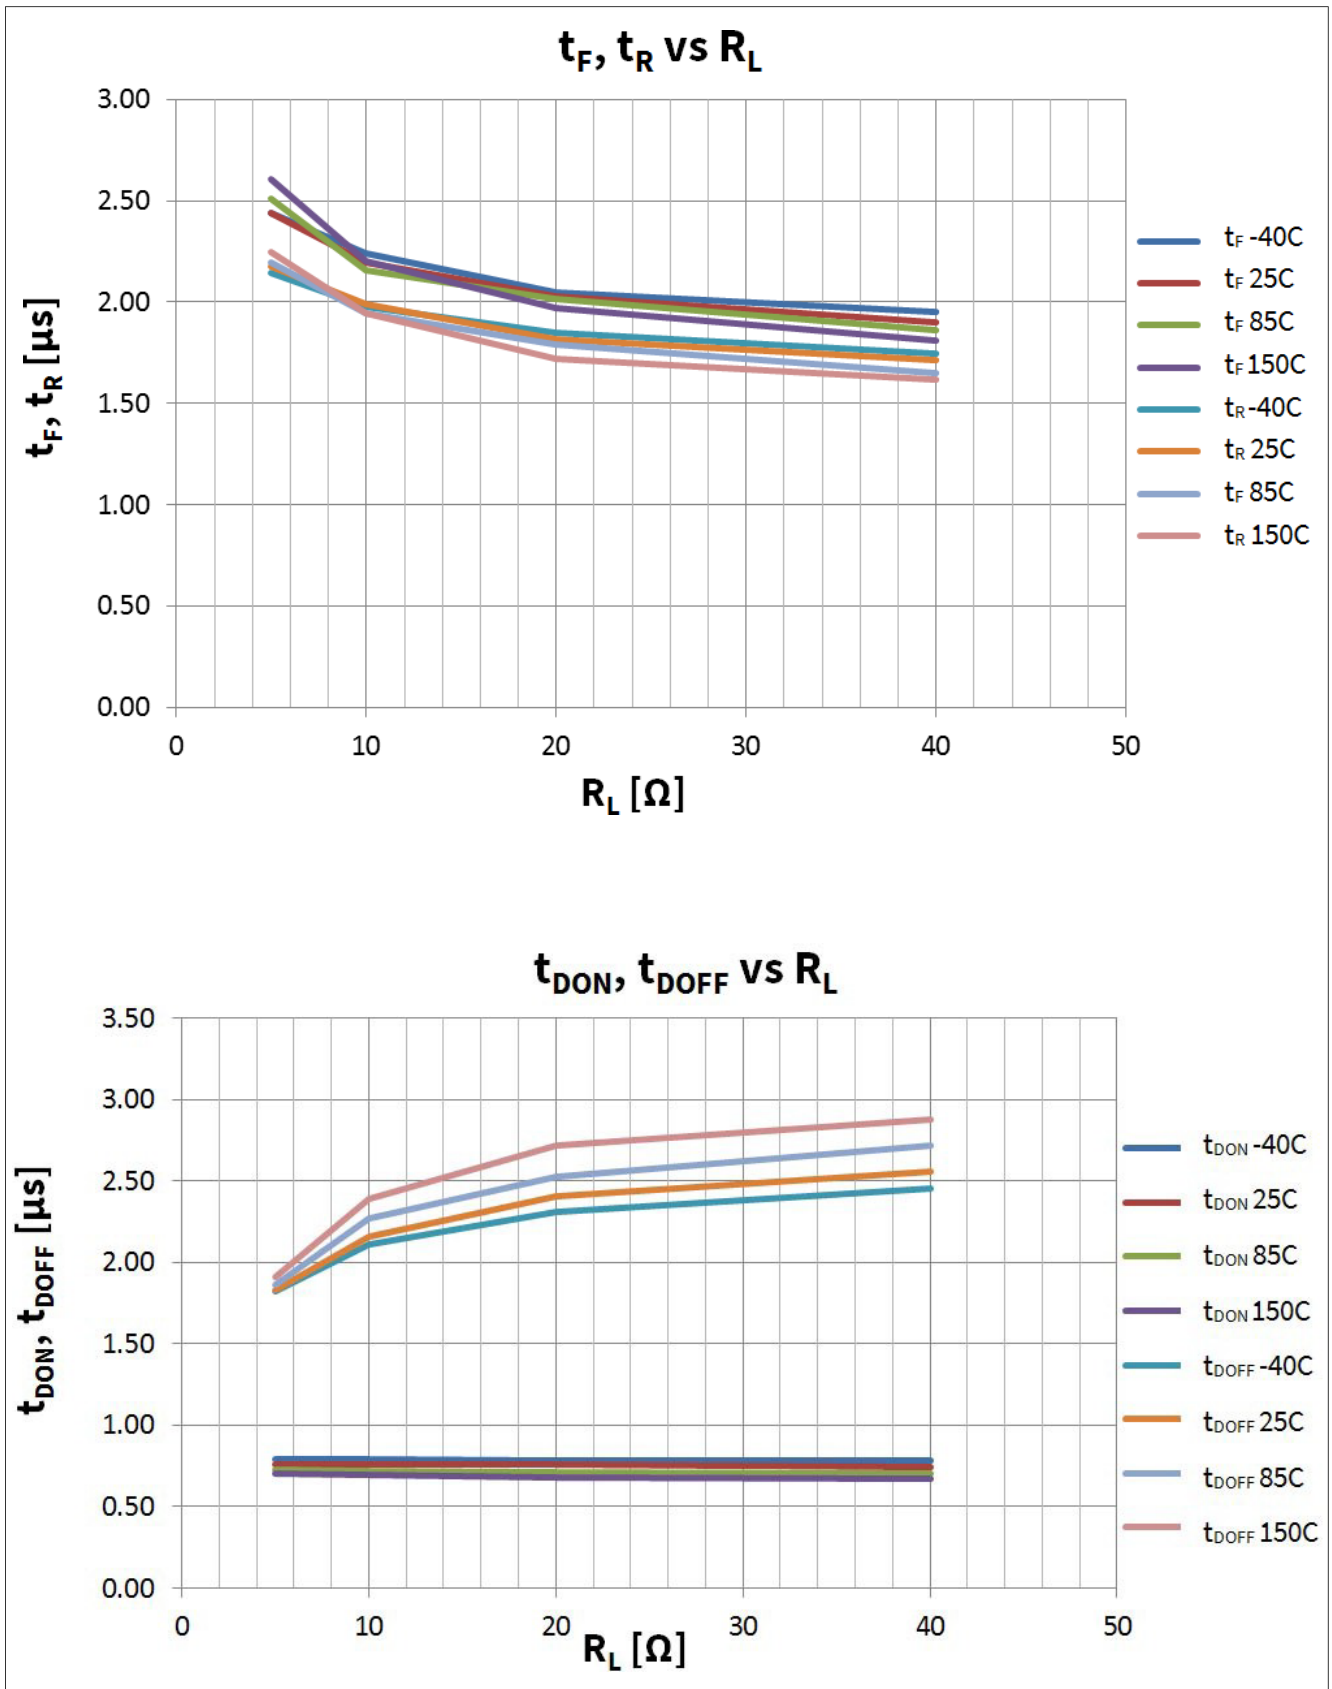 tF, tR vs RL
3.00
2.50
2.00
1.50
1.00
0.50
0.00
tF, tR [µs]
0 10 20 30 40 50
RL [Ω]
tF -40C
tF 25C
tF 85C
tF 150C
tR -40C
tR 25C
tF 85C
tR 150C
tDON, tDOFF vs RL
3.50
3.00
2.50
2.00
1.50
1.00
0.50
0.00
tDON, tDOFF [µs]
0 10 20 30 40 50
RL [Ω]
tDON -40C
tDON 25C
tDON 85C
tDON 150C
tDOFF -40C
tDOFF 25C
tDOFF 85C
tDOFF 150C